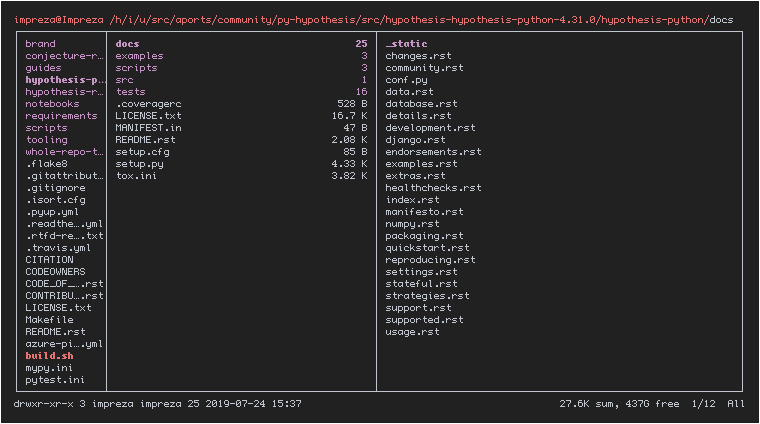 impreza@Impreza /h/i/u/src/aports/community/py-hypothesis/src/hypothesis-hypothesis-python-4.31.0/hypothesis-python/docs
brand docs 25 _static
conjecture-r… examples 3 changes.rst
guides scripts 3 community.rst
hypothesis-p… src 1 conf.py
hypothesis-r… tests 16 data.rst
notebooks .coveragerc 528 B database.rst
requirements LICENSE.txt 16.7 K details.rst
scripts MANIFEST.in 47 B development.rst
tooling README.rst 2.08 K django.rst
whole-repo-t… setup.cfg 85 B endorsements.rst
.flake8 setup.py 4.33 K examples.rst
.gitattribut… tox.ini 3.82 K extras.rst
.gitignore healthchecks.rst
.isort.cfg index.rst
.pyup.yml manifesto.rst
.readthe….yml numpy.rst
.rtfd-re….txt packaging.rst
.travis.yml quickstart.rst
CITATION reproducing.rst
CODEOWNERS settings.rst
CODE_OF_….rst stateful.rst
CONTRIBU….rst strategies.rst
LICENSE.txt support.rst
Makefile supported.rst
README.rst usage.rst
azure-pi….yml
build.sh
mypy.ini
pytest.ini
drwxr-xr-x 3 impreza impreza 25 2019-07-24 15:37 27.6K sum, 437G free 1/12 All